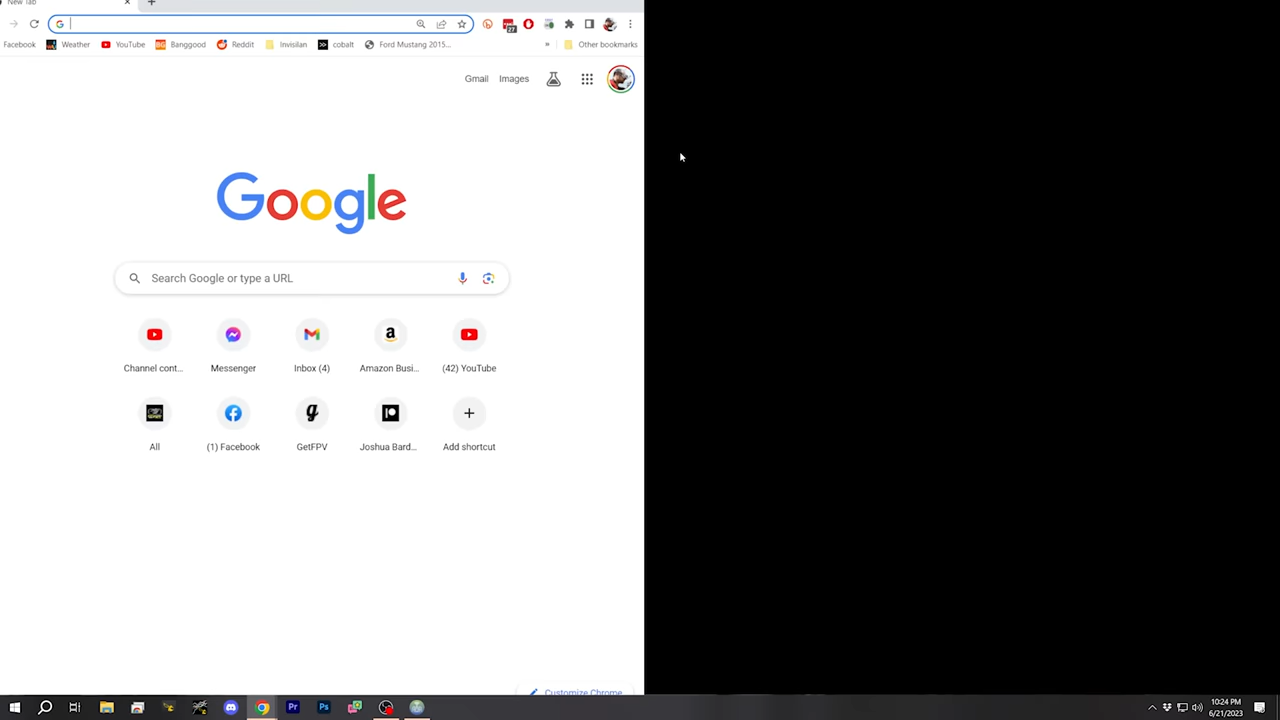 New Tab
27
Facebook Weather YouTube Banggood Reddit Invisilan cobalt Ford Mustang 2015... » Other bookmarks
Gmail Images
Google
Search Google or type a URL
Channel cont... Messenger Inbox (4) Amazon Busi... (42) YouTube
All (1) Facebook GetFPV Joshua Bard... Add shortcut
Customize Chrome
10:24 PM
6/21/2023